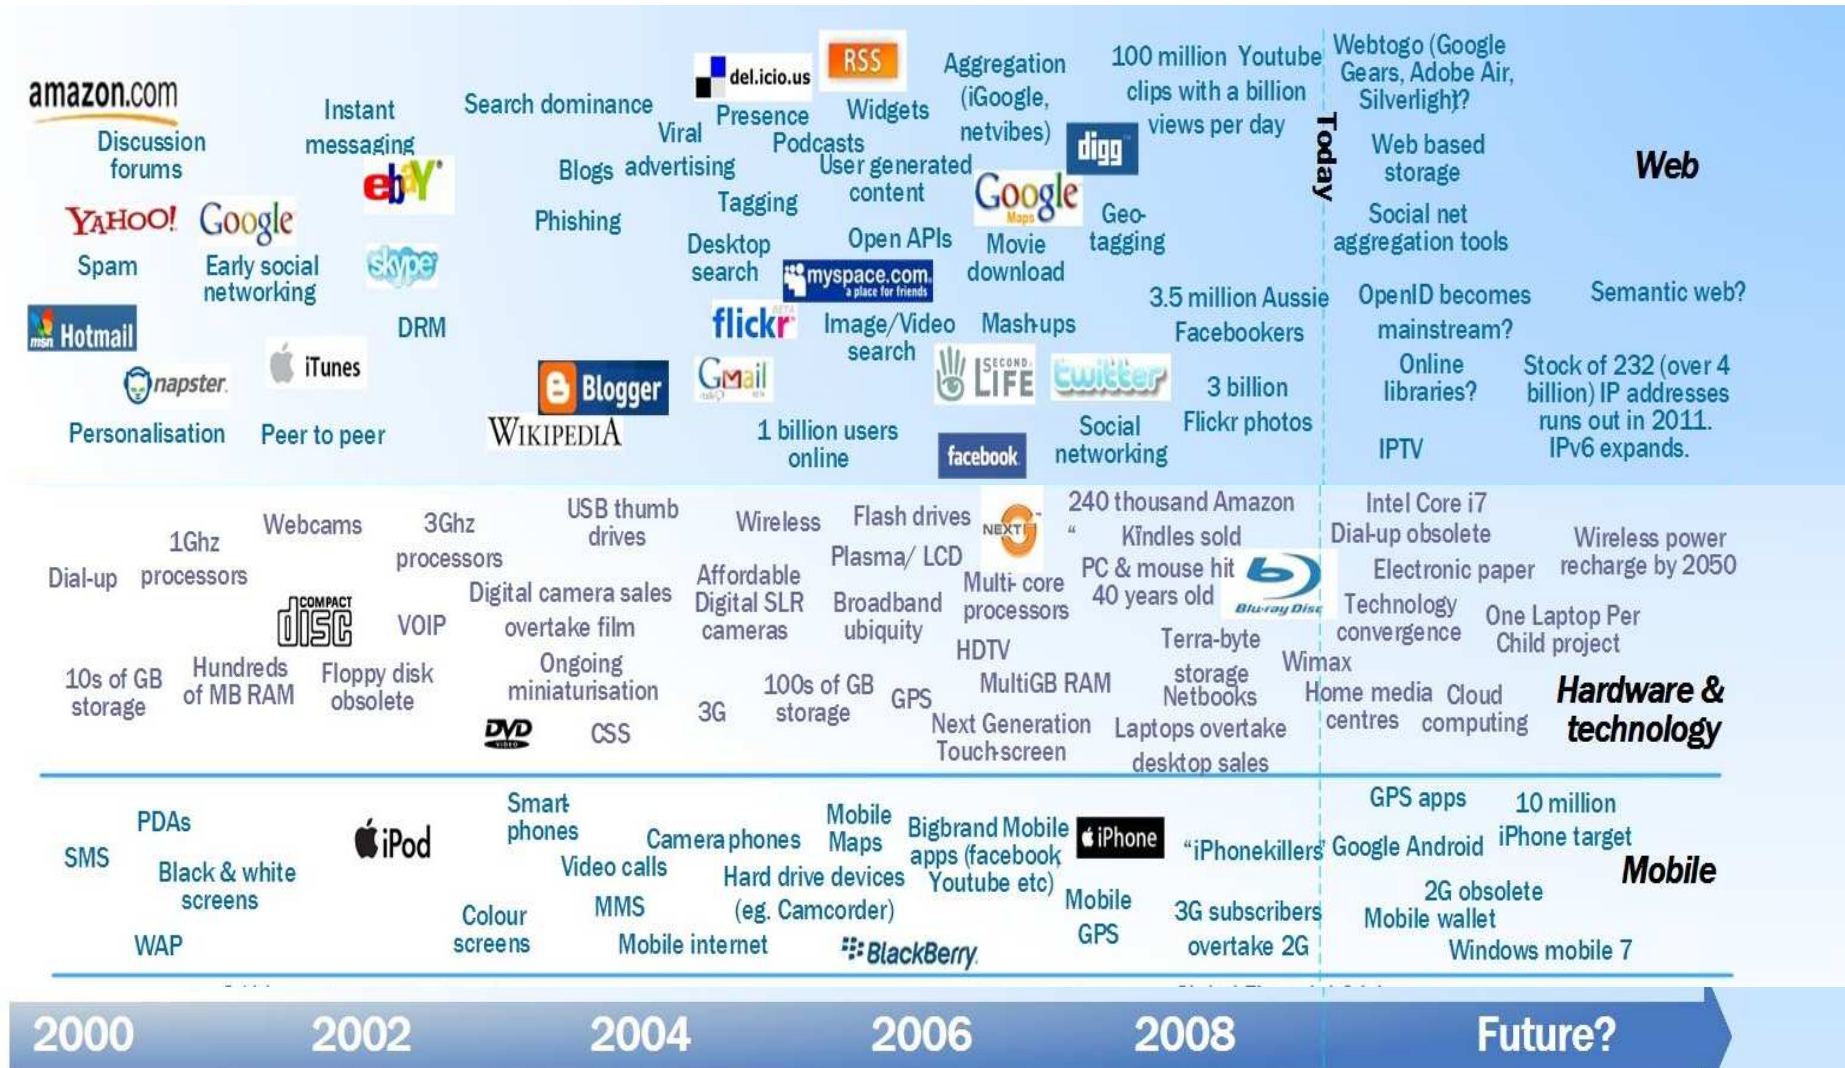 amazon.com
Discussion
forums
YAHOO!
Google
Spam
Early social
networking
msn Hotmail
napster.
Personalisation
Instant
messaging
ebaY
skype
DRM
iTunes
Peer to peer
Search dominance
Blogs
Viral
advertising
Phishing
Blogger
WIKIPEDIA
del.icio.us
Presence
Podcasts
Tagging
Desktop
search
flickr BETA
Gmail
1 billion users
online
RSS
Widgets
User generated
content
Open APIs
myspace.com.
a place for friends
Image/Video
search
Aggregation
(iGoogle,
netvibes)
Google
Maps
Movie
download
Mash-ups
SECOND
LIFE
facebook
digg
Geo-
tagging
twitter
Social
networking
100 million Youtube
clips with a billion
views per day
3.5 million Aussie
Facebookers
3 billion
Flickr photos
Today
Webtogo (Google
Gears, Adobe Air,
Silverlight?
Web based
storage
Social net
aggregation tools
OpenID becomes
mainstream?
Online
libraries?
IPTV
Web
Semantic web?
Stock of 232 (over 4
billion) IP addresses
runs out in 2011.
IPv6 expands.
Dial-up
1Ghz
processors
10s of GB
storage
Hundreds
of MB RAM
Webcams
COMPACT
disc
Floppy disk
obsolete
3Ghz
processors
VOIP
USB thumb
drives
Digital camera sales
overtake film
Ongoing
miniaturisation
DVD
VIDEO
CSS
Wireless
Affordable
Digital SLR
cameras
3G
100s of GB
storage
Flash drives
Plasma/ LCD
Broadband
ubiquity
GPS
NEXT G ™
Multi- core
processors
HDTV
MultiGB RAM
Next Generation
Touch-screen
240 thousand Amazon
“ Kindles sold
PC & mouse hit
40 years old
Blu-ray Disc
Terra-byte
storage
Netbooks
Laptops overtake
desktop sales
Wimax
Intel Core i7
Dial-up obsolete
Electronic paper
Technology
convergence
Home media
centres
Cloud
computing
Wireless power
recharge by 2050
One Laptop Per
Child project
Hardware &
technology
SMS
PDAs
Black & white
screens
WAP
iPod
Smart
phones
Video calls
Colour
screens
MMS
Mobile internet
Camera phones
Hard drive devices
(eg. Camcorder)
Mobile
Maps
BlackBerry.
Bigbrand Mobile
apps (facebook,
Youtube etc)
iPhone
Mobile
GPS
“iPhonekillers”
3G subscribers
overtake 2G
GPS apps
Google Android
10 million
iPhone target
2G obsolete
Mobile wallet
Windows mobile 7
Mobile
2000
2002
2004
2006
2008
Future?